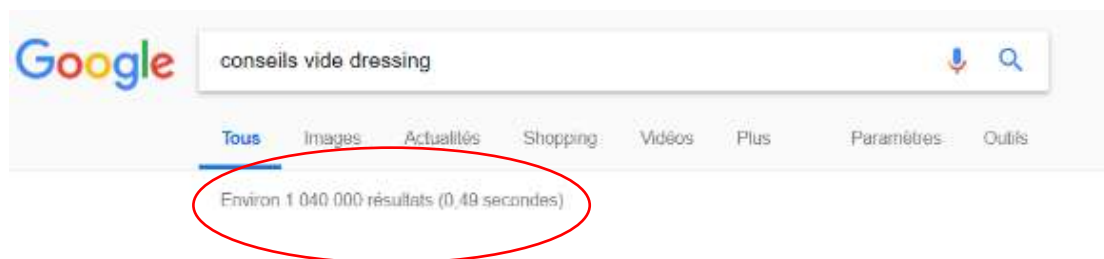 Google
conseils vide dressing
Tous Images Actualités Shopping Vidéos Plus Paramètres Outils
Environ 1 040 000 résultats (0,49 secondes)